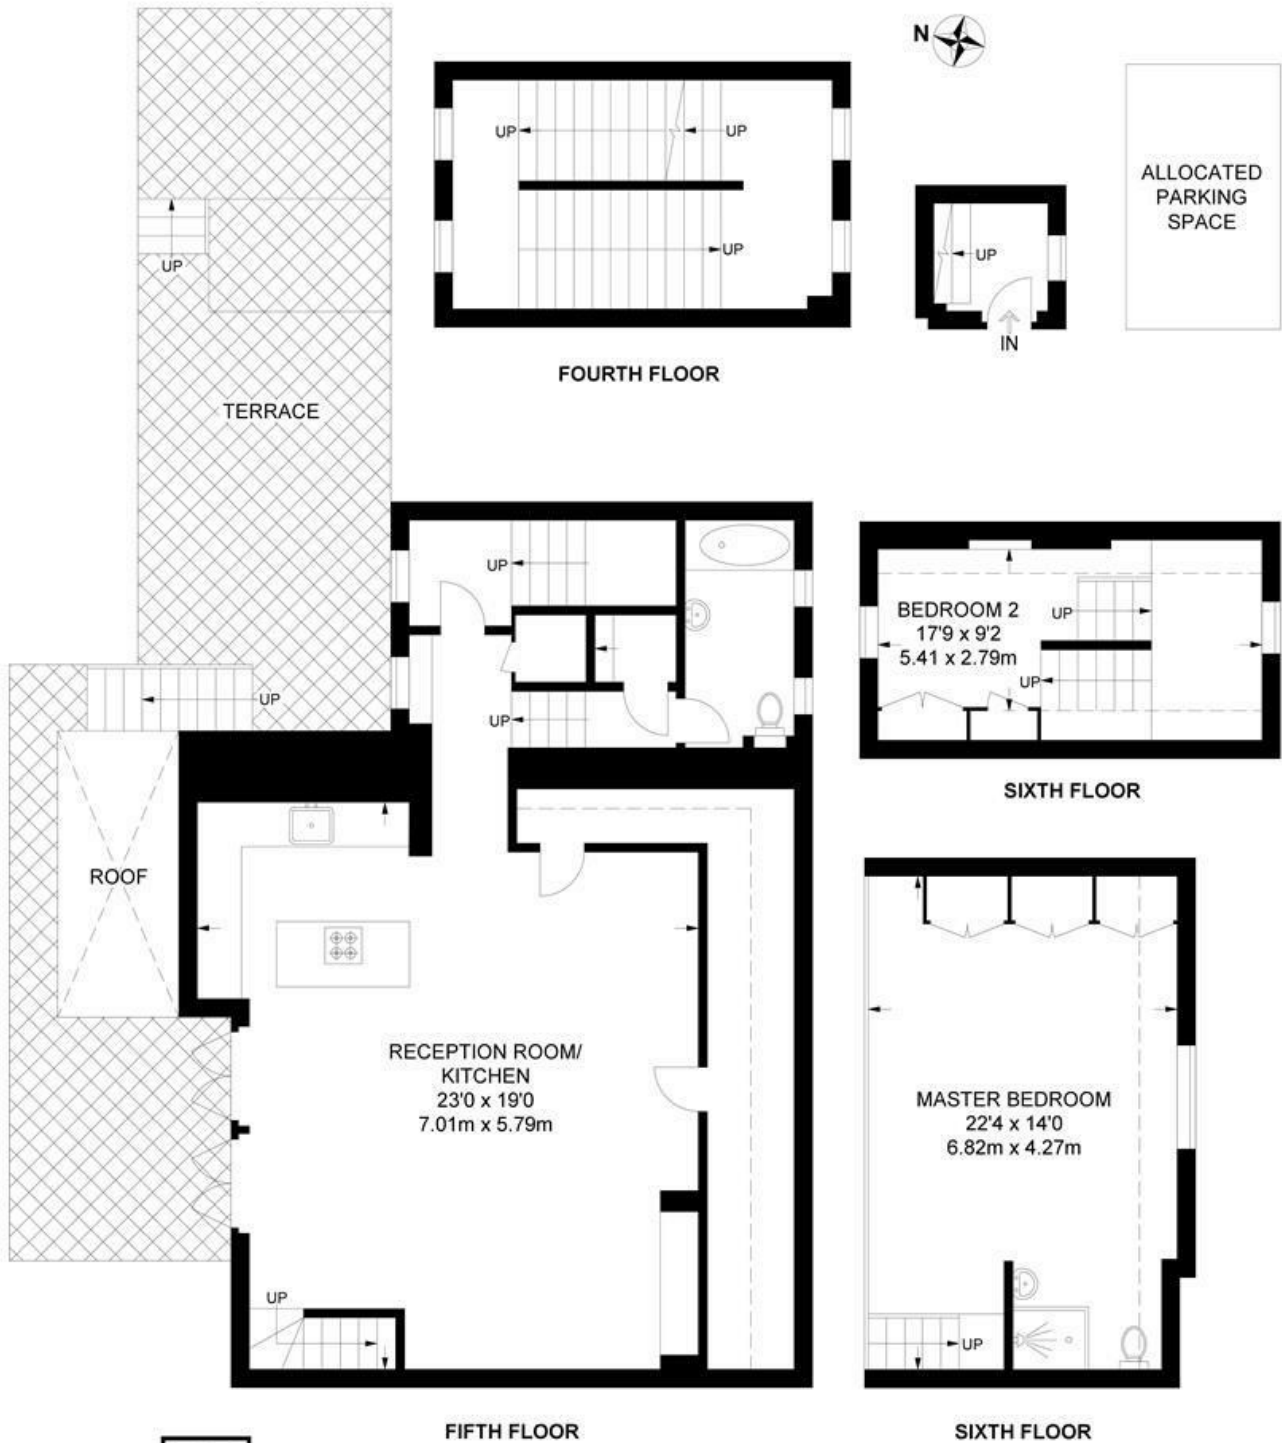 N
UP
UP
UP
FOURTH FLOOR
UP
IN
ALLOCATED
PARKING
SPACE
UP
TERRACE
UP
UP
UP
ROOF
BEDROOM 2
17'9 x 9'2
5.41 x 2.79m
UP
UP
SIXTH FLOOR
RECEPTION ROOM/
KITCHEN
23'0 x 19'0
7.01m x 5.79m
UP
FIFTH FLOOR
MASTER BEDROOM
22'4 x 14'0
6.82m x 4.27m
UP
SIXTH FLOOR